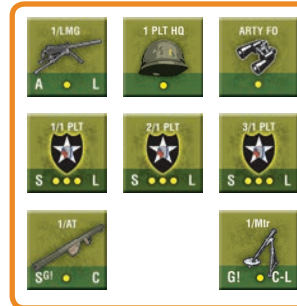 1/LMG
A L
1 PLT HQ
ARTY FO
1/1 PLT
S L
2/1 PLT
S L
3/1 PLT
S L
1/AT
SG! C
1/Mtr
G! C-L